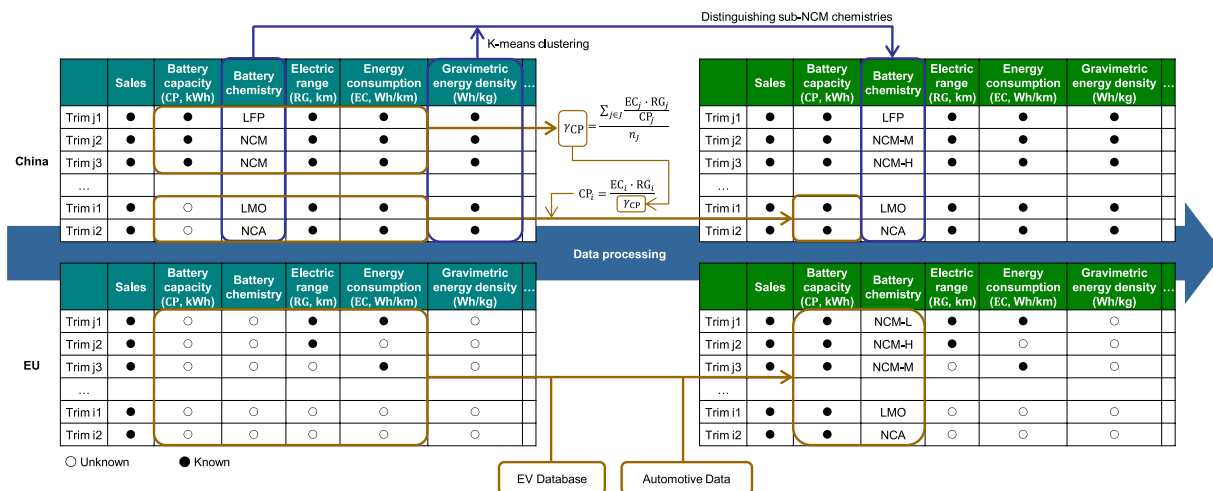 Distinguishing sub-NCM chemistries
K-means clustering
China
Sales
Battery
capacity
(CP, kWh)
Battery
chemistry
Electric
range
(RG, km)
Energy
consumption
(EC, Wh/km)
Gravimetric
energy density
(Wh/kg)
...
Trim j1 ● ● LFP ● ● ●
Trim j2 ● ● NCM ● ● ●
Trim j3 ● ● NCM ● ● ●
...
Trim i1 ● ○ LMO ● ● ●
Trim i2 ● ○ NCA ● ● ●
γCP = (∑j∈J (ECj · RGj / CPj)) / nJ
CPi = (ECi · RGi) / γCP
Sales
Battery
capacity
(CP, kWh)
Battery
chemistry
Electric
range
(RG, km)
Energy
consumption
(EC, Wh/km)
Gravimetric
energy density
(Wh/kg)
...
Trim j1 ● ● LFP ● ● ●
Trim j2 ● ● NCM-M ● ● ●
Trim j3 ● ● NCM-H ● ● ●
...
Trim i1 ● ● LMO ● ● ●
Trim i2 ● ● NCA ● ● ●
Data processing
EU
Sales
Battery
capacity
(CP, kWh)
Battery
chemistry
Electric
range
(RG, km)
Energy
consumption
(EC, Wh/km)
Gravimetric
energy density
(Wh/kg)
...
Trim j1 ● ○ ○ ● ● ○
Trim j2 ● ○ ○ ● ○ ○
Trim j3 ● ○ ○ ○ ● ○
...
Trim i1 ● ○ ○ ○ ○ ○
Trim i2 ● ○ ○ ○ ○ ○
Sales
Battery
capacity
(CP, kWh)
Battery
chemistry
Electric
range
(RG, km)
Energy
consumption
(EC, Wh/km)
Gravimetric
energy density
(Wh/kg)
...
Trim j1 ● ● NCM-L ● ● ○
Trim j2 ● ● NCM-H ● ○ ○
Trim j3 ● ● NCM-M ○ ● ○
...
Trim i1 ● ● LMO ○ ○ ○
Trim i2 ● ● NCA ○ ○ ○
○ Unknown ● Known
EV Database
Automotive Data